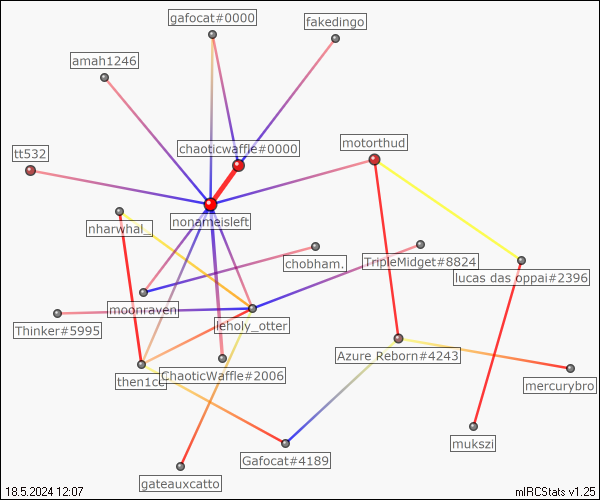 gafocat#0000
fakedingo
amah1246
chaoticwaffle#0000
motorthud
tt532
nonameisleft
nharwhal_
chobham.
TripleMidget#8824
lucas das oppai#2396
moonraven
Thinker#5995
leholy_otter
Azure Reborn#4243
then1ce
ChaoticWaffle#2006
mercurybro
mukszi
Gafocat#4189
gateauxcatto
18.5.2024 12:07
mIRCStats v1.25